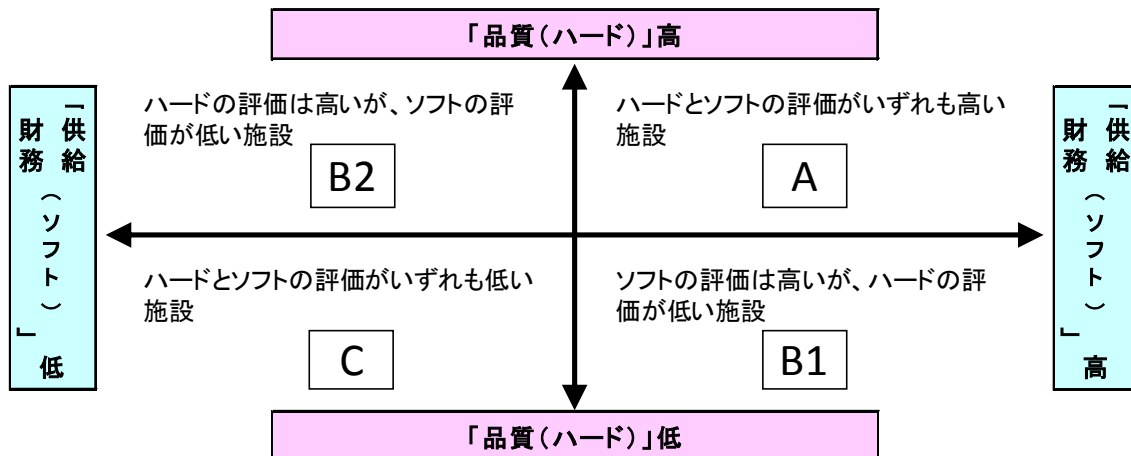 「品質(ハード)」高
「供給
財務
(ソフト)」
低
ハードの評価は高いが、ソフトの評
価が低い施設
B2
ハードとソフトの評価がいずれも高い
施設
A
「供給
財務
(ソフト)」
高
ハードとソフトの評価がいずれも低い
施設
C
ソフトの評価は高いが、ハードの評
価が低い施設
B1
「品質(ハード)」低